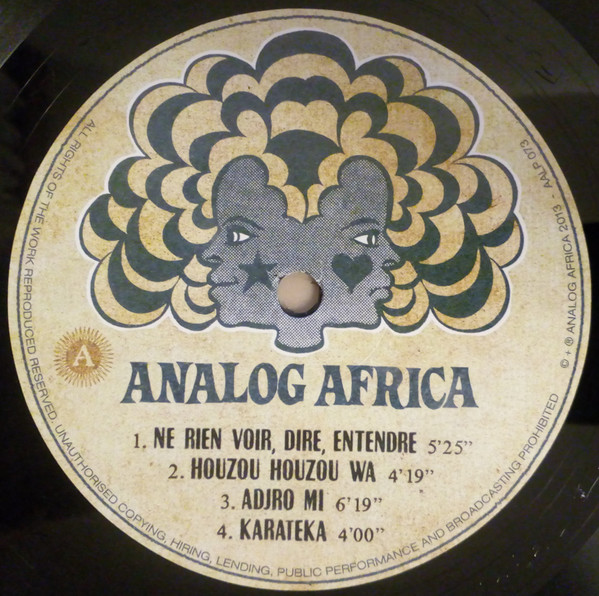 ALL RIGHTS OF THE WORK REPRODUCED RESERVED. UNAUTHORISED COPYING, HIRING, LENDING, PUBLIC PERFORMANCE AND BROADCASTING PROHIBITED
© + ℗ ANALOG AFRICA 2013 · AALP 073
A
ANALOG AFRICA
1. NE RIEN VOIR, DIRE, ENTENDRE 5'25"
2. HOUZOU HOUZOU WA 4'19"
3. ADJRO MI 6'19"
4. KARATEKA 4'00"